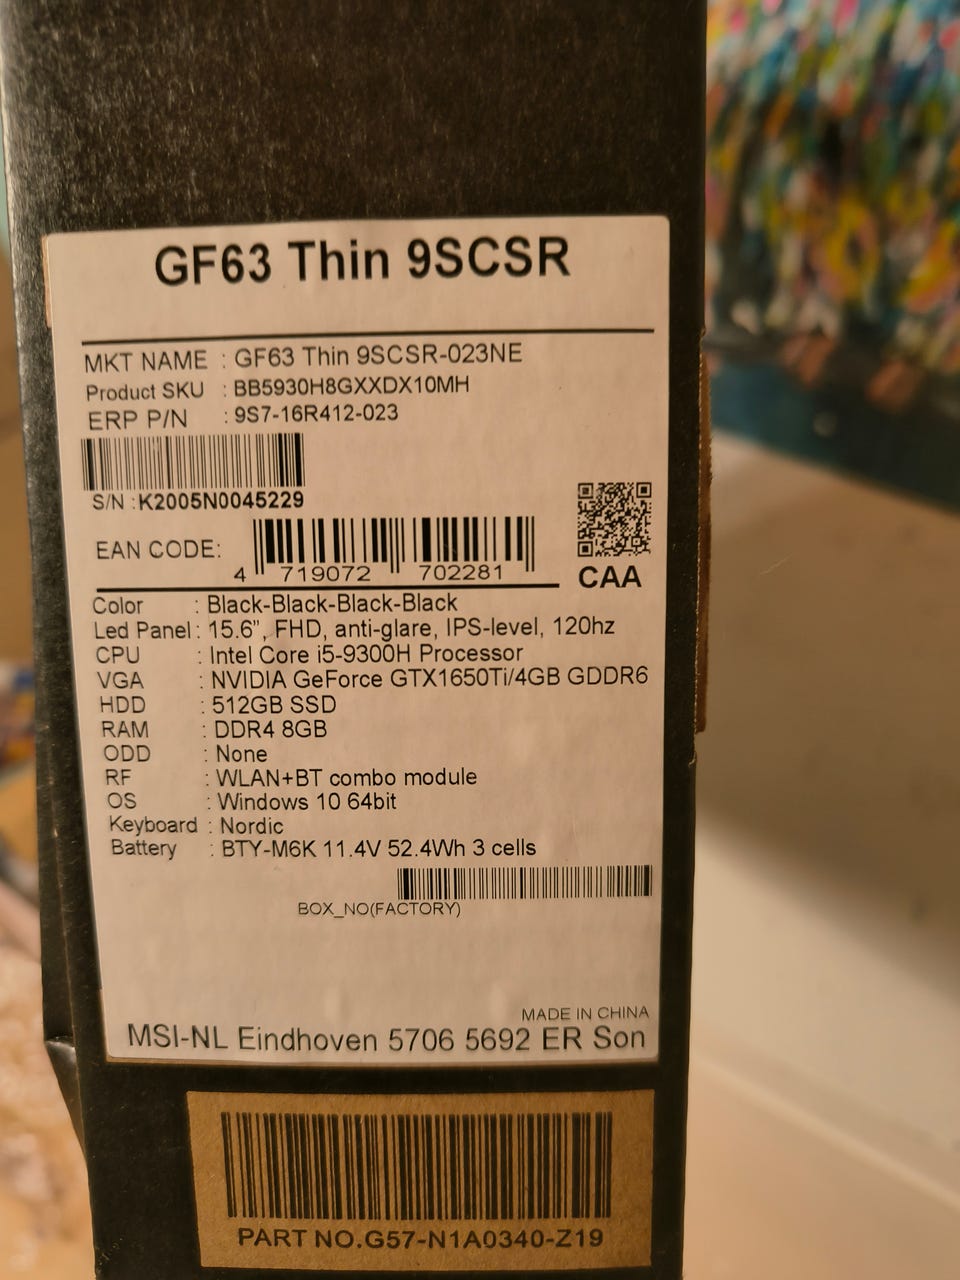 GF63 Thin 9SCSR
MKT NAME : GF63 Thin 9SCSR-023NE
Product SKU : BB5930H8GXXDX10MH
ERP P/N : 9S7-16R412-023
S/N :K2005N0045229
EAN CODE:
4 719072 702281
CAA
Color : Black-Black-Black-Black
Led Panel : 15.6”, FHD, anti-glare, IPS-level, 120hz
CPU : Intel Core i5-9300H Processor
VGA : NVIDIA GeForce GTX1650Ti/4GB GDDR6
HDD : 512GB SSD
RAM : DDR4 8GB
ODD : None
RF : WLAN+BT combo module
OS : Windows 10 64bit
Keyboard : Nordic
Battery : BTY-M6K 11.4V 52.4Wh 3 cells
BOX_NO(FACTORY)
MADE IN CHINA
MSI-NL Eindhoven 5706 5692 ER Son
PART NO.G57-N1A0340-Z19